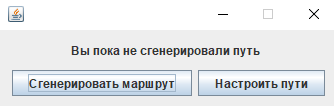 Вы пока не сгенерировали путь
Сгенерировать маршрут
Настроить пути